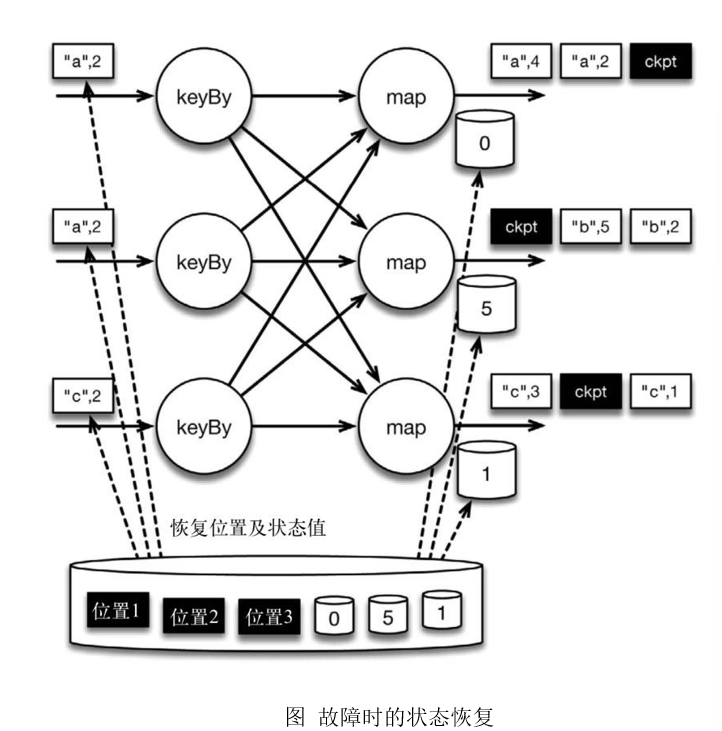 "a",2
"a",4 "a",2 ckpt
keyBy map
0
"a",2
ckpt "b",5 "b",2
keyBy map
5
"c",2
"c",3 ckpt "c",1
keyBy map
1
恢复位置及状态值
位置1 位置2 位置3 0 5 1
图 故障时的状态恢复